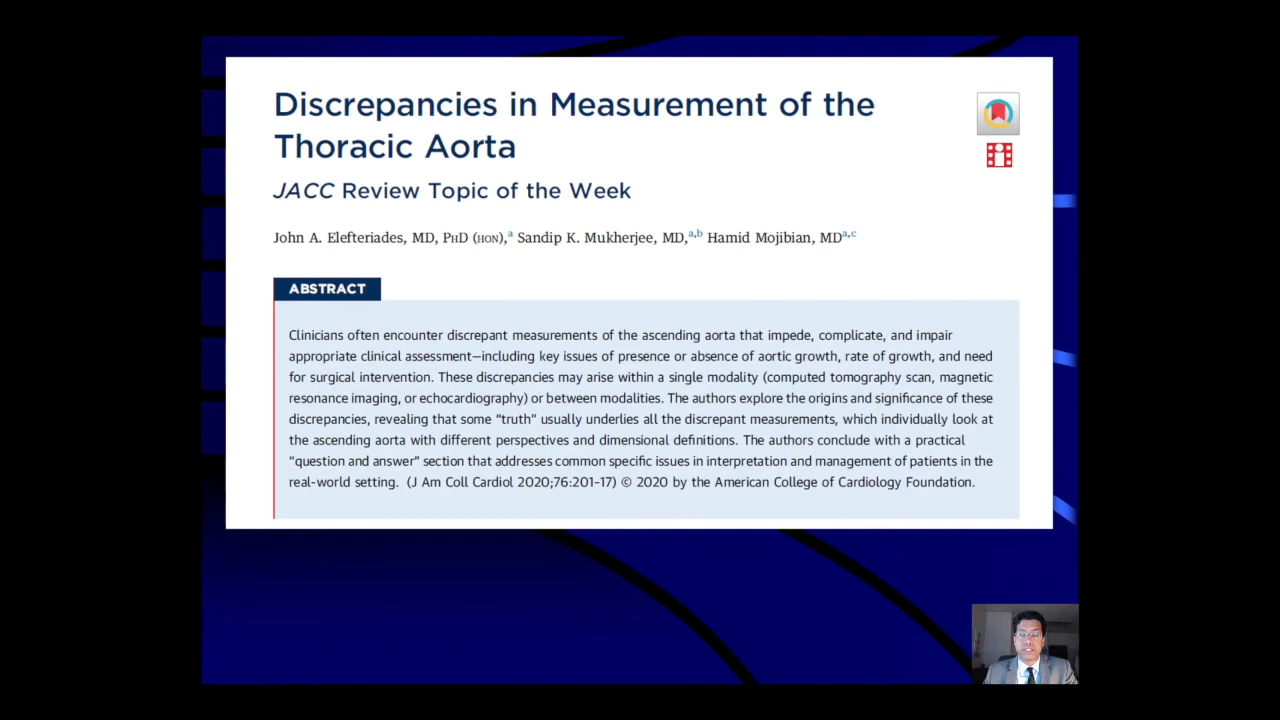 Discrepancies in Measurement of the
Thoracic Aorta
JACC Review Topic of the Week
John A. Elefteriades, MD, PhD (hon),a Sandip K. Mukherjee, MD,a,b Hamid Mojibian, MDa,c
ABSTRACT
Clinicians often encounter discrepant measurements of the ascending aorta that impede, complicate, and impair
appropriate clinical assessment—including key issues of presence or absence of aortic growth, rate of growth, and need
for surgical intervention. These discrepancies may arise within a single modality (computed tomography scan, magnetic
resonance imaging, or echocardiography) or between modalities. The authors explore the origins and significance of these
discrepancies, revealing that some “truth” usually underlies all the discrepant measurements, which individually look at
the ascending aorta with different perspectives and dimensional definitions. The authors conclude with a practical
“question and answer” section that addresses common specific issues in interpretation and management of patients in the
real-world setting. (J Am Coll Cardiol 2020;76:201–17) © 2020 by the American College of Cardiology Foundation.